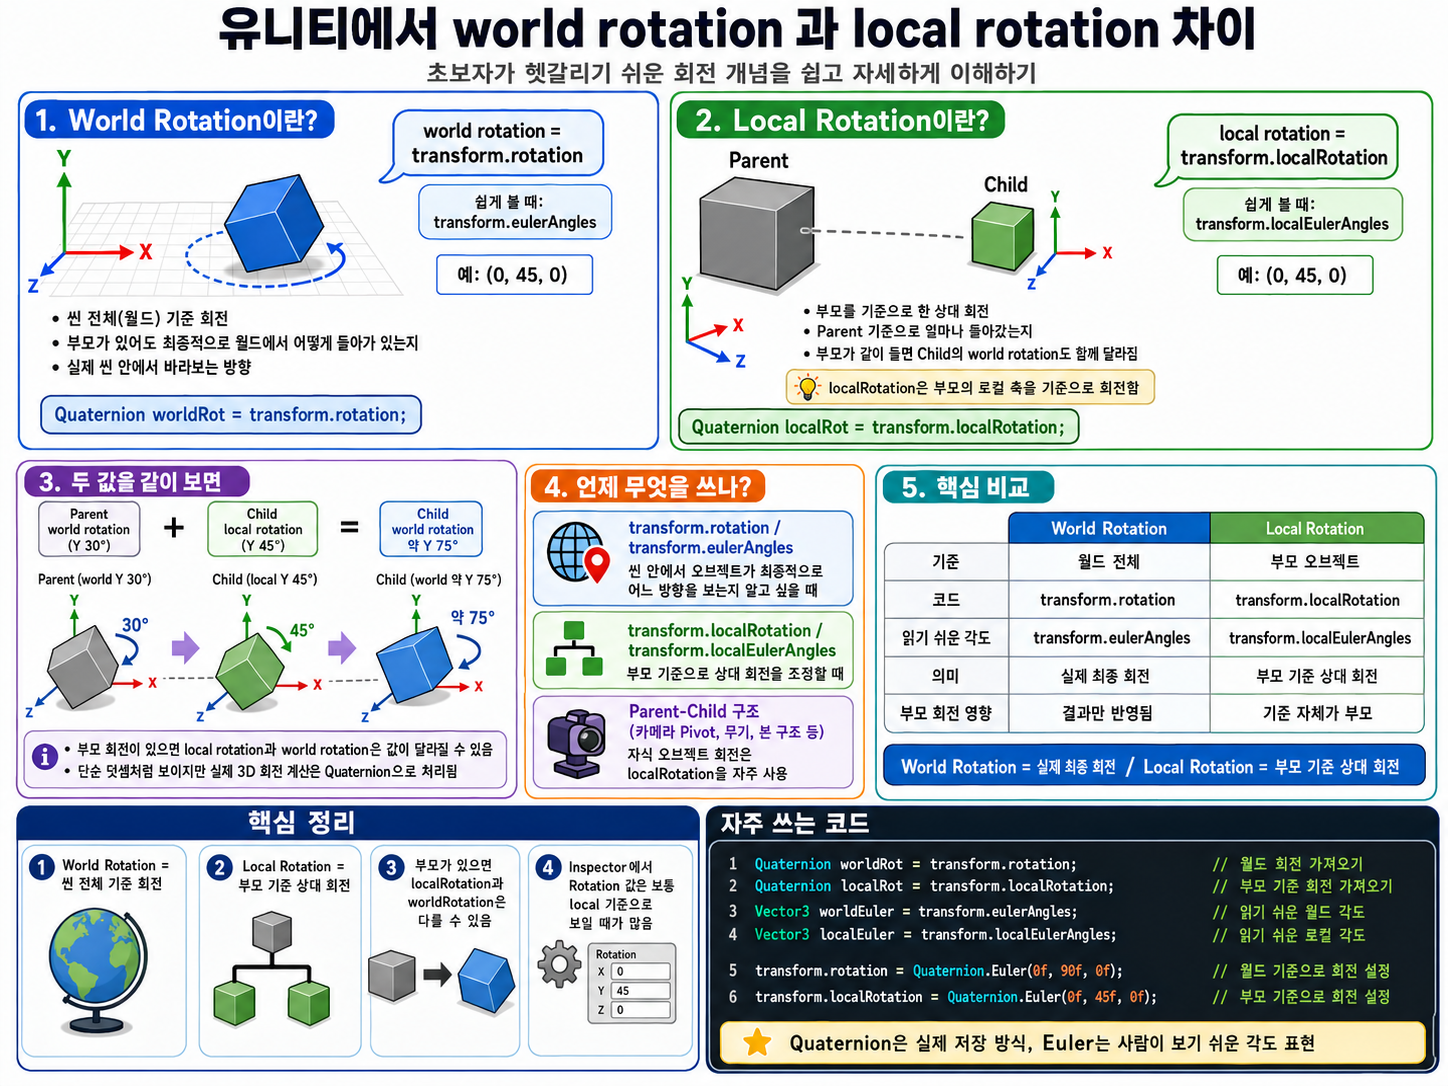 유니티에서 world rotation 과 local rotation 차이
초보자가 헷갈리기 쉬운 회전 개념을 쉽고 자세하게 이해하기
1. World Rotation이란?
world rotation =
transform.rotation
쉽게 볼 때:
transform.eulerAngles
예: (0, 45, 0)
Y
X
Z
• 씬 전체(월드) 기준 회전
• 부모가 있어도 최종적으로 월드에서 어떻게 돌아가 있는지
• 실제 씬 안에서 바라보는 방향
Quaternion worldRot = transform.rotation;
2. Local Rotation이란?
Parent
Child
Y
X
Z
Y
X
Z
local rotation =
transform.localRotation
쉽게 볼 때:
transform.localEulerAngles
예: (0, 45, 0)
• 부모를 기준으로 한 상대 회전
• Parent 기준으로 얼마나 돌아갔는지
• 부모가 같이 돌면 Child의 world rotation도 함께 달라짐
localRotation은 부모의 로컬 축을 기준으로 회전함
Quaternion localRot = transform.localRotation;
3. 두 값을 같이 보면
Parent
world rotation
(Y 30°)
+
Child
local rotation
(Y 45°)
=
Child
world rotation
약 Y 75°
Parent (world Y 30°)
Child (local Y 45°)
Child (world 약 Y 75°)
Y
30°
X
Z
Y
45°
X
Z
Y
약 75°
X
Z
i
• 부모 회전이 있으면 local rotation과 world rotation은 값이 달라질 수 있음
• 단순 덧셈처럼 보이지만 실제 3D 회전 계산은 Quaternion으로 처리됨
4. 언제 무엇을 쓰나?
transform.rotation /
transform.eulerAngles
씬 안에서 오브젝트가 최종적으로
어느 방향을 보는지 알고 싶을 때
transform.localRotation /
transform.localEulerAngles
부모 기준으로 상대 회전을 조정할 때
Parent-Child 구조
(카메라 Pivot, 무기, 본 구조 등)
자식 오브젝트 회전은
localRotation을 자주 사용
5. 핵심 비교
World Rotation Local Rotation
기준 월드 전체 부모 오브젝트
코드 transform.rotation transform.localRotation
읽기 쉬운 각도 transform.eulerAngles transform.localEulerAngles
의미 실제 최종 회전 부모 기준 상대 회전
부모 회전 영향 결과만 반영됨 기준 자체가 부모
World Rotation = 실제 최종 회전 / Local Rotation = 부모 기준 상대 회전
핵심 정리
1
World Rotation =
씬 전체 기준 회전
2
Local Rotation =
부모 기준 상대 회전
3
부모가 있으면
localRotation과
worldRotation은
다를 수 있음
4
Inspector에서
Rotation 값은 보통
local 기준으로
보일 때가 많음
Rotation
X 0
Y 45
Z 0
자주 쓰는 코드
1 Quaternion worldRot = transform.rotation; // 월드 회전 가져오기
2 Quaternion localRot = transform.localRotation; // 부모 기준 회전 가져오기
3 Vector3 worldEuler = transform.eulerAngles; // 읽기 쉬운 월드 각도
4 Vector3 localEuler = transform.localEulerAngles; // 읽기 쉬운 로컬 각도
5 transform.rotation = Quaternion.Euler(0f, 90f, 0f); // 월드 기준으로 회전 설정
6 transform.localRotation = Quaternion.Euler(0f, 45f, 0f); // 부모 기준으로 회전 설정
Quaternion은 실제 저장 방식, Euler는 사람이 보기 쉬운 각도 표현